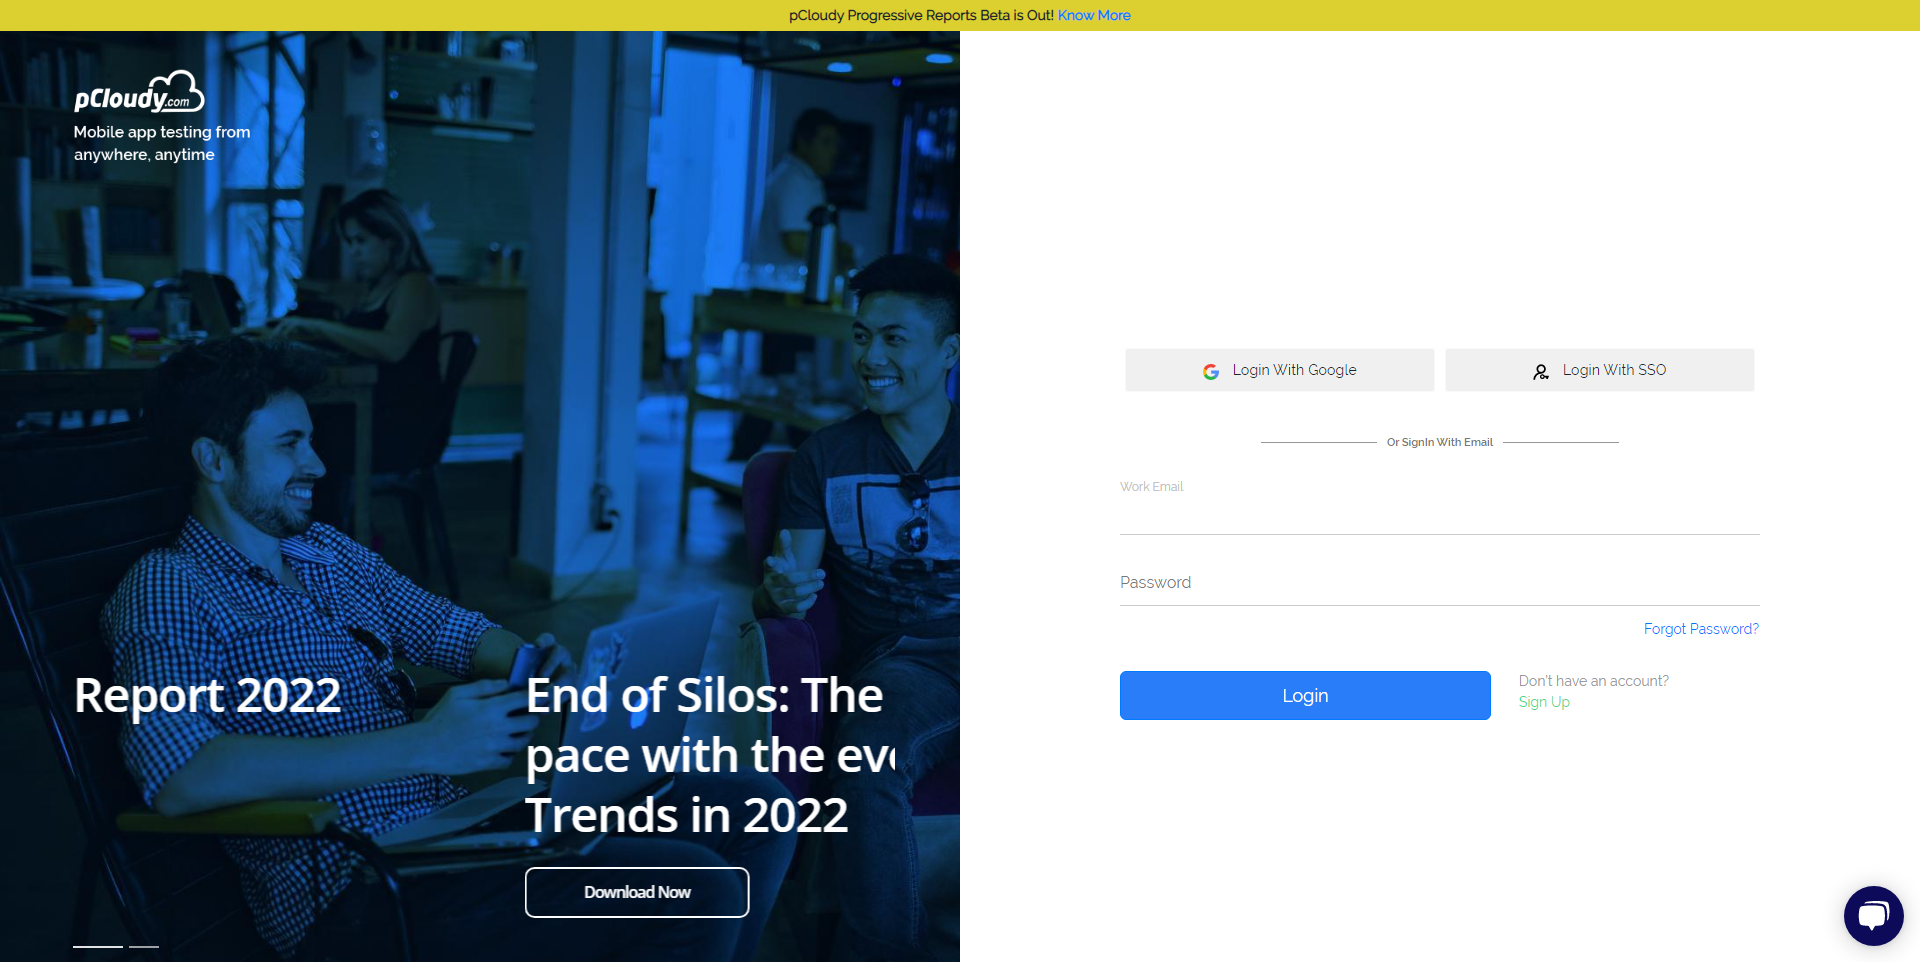 pCloudy Progressive Reports Beta is Out! Know More
pCloudy.com
Mobile app testing from
anywhere, anytime
Report 2022
End of Silos: The
pace with the
Trends in 2022
Download Now
Login With Google
Login With SSO
Or SignIn With Email
Work Email
Password
Forgot Password?
Login
Don't have an account?
Sign Up